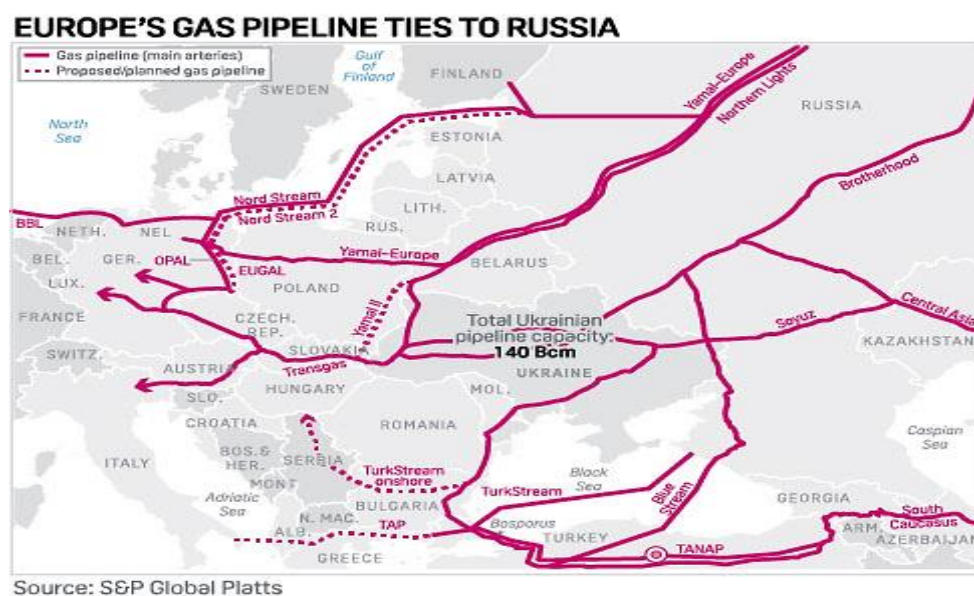 EUROPE'S GAS PIPELINE TIES TO RUSSIA
Gas pipeline (main arteries)
Proposed/planned gas pipeline
Gulf
of
Finland
FINLAND
SWEDEN
North
Sea
ESTONIA
LATVIA
LITH.
RUS.
RUSSIA
Yamal-Europe
Northern Lights
Brotherhood
Nord Stream
Nord Stream 2
BBL
NETH.
NEL
BEL.
GER.
OPAL
EUGAL
Yamal-Europe
BELARUS
POLAND
LUX.
FRANCE
CZECH.
REP.
Yamal II
SLOVAKIA
Transgas
Total Ukrainian
pipeline capacity:
140 Bcm
UKRAINE
Soyuz
Central Asia
KAZAKHSTAN
SWITZ.
AUSTRIA
SLO.
HUNGARY
MOL.
CROATIA
ROMANIA
BOS.&
HER.
SERBIA
ITALY
MONT
Adriatic
Sea
TurkStream
onshore
BULGARIA
N. MAC.
ALB.
TAP
GREECE
TurkStream
Black
Sea
Blue
Stream
Bosporus
TURKEY
TANAP
Caspian
Sea
GEORGIA
South
Caucasus
ARM.
AZERBAIJAN
Source: S&P Global Platts